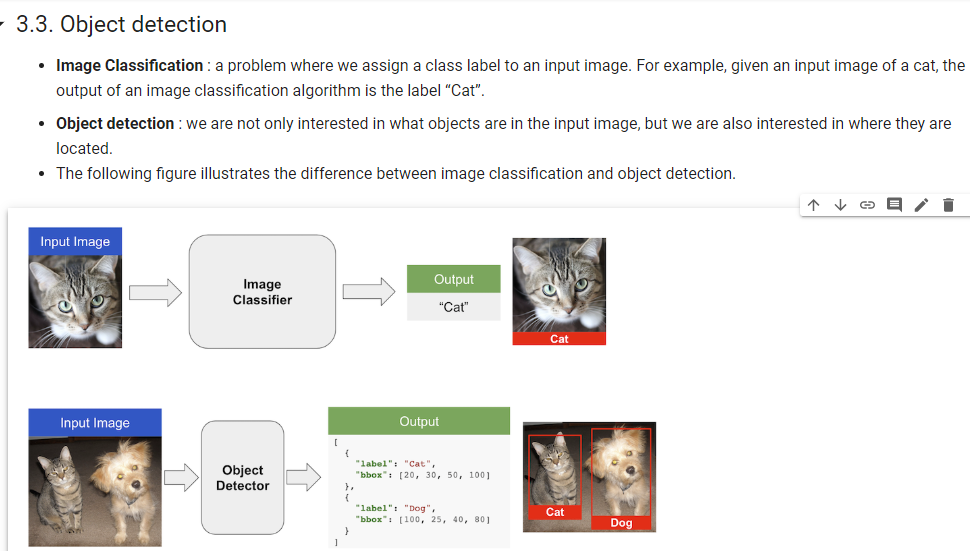 3.3. Object detection
• Image Classification : a problem where we assign a class label to an input image. For example, given an input image of a cat, the
output of an image classification algorithm is the label “Cat”.
• Object detection : we are not only interested in what objects are in the input image, but we are also interested in where they are
located.
• The following figure illustrates the difference between image classification and object detection.
Input Image
Image
Classifier
Output
“Cat”
Cat
Input Image
Object
Detector
Output
[
{
"label": "Cat",
"bbox": [20, 30, 50, 100]
},
{
"label": "Dog",
"bbox": [100, 25, 40, 80]
}
]
Cat
Dog